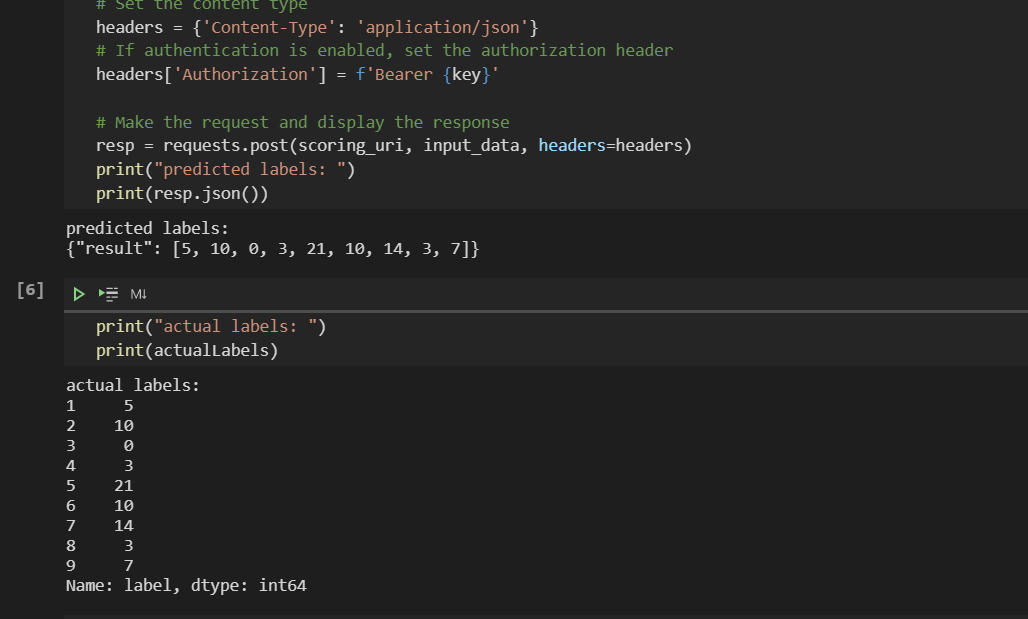 # Set the content type
headers = {'Content-Type': 'application/json'}
# If authentication is enabled, set the authorization header
headers['Authorization'] = f'Bearer {key}'
# Make the request and display the response
resp = requests.post(scoring_uri, input_data, headers=headers)
print("predicted labels: ")
print(resp.json())
predicted labels:
{"result": [5, 10, 0, 3, 21, 10, 14, 3, 7]}
[6]
M↓
print("actual labels: ")
print(actualLabels)
actual labels:
1     5
2    10
3     0
4     3
5    21
6    10
7    14
8     3
9     7
Name: label, dtype: int64